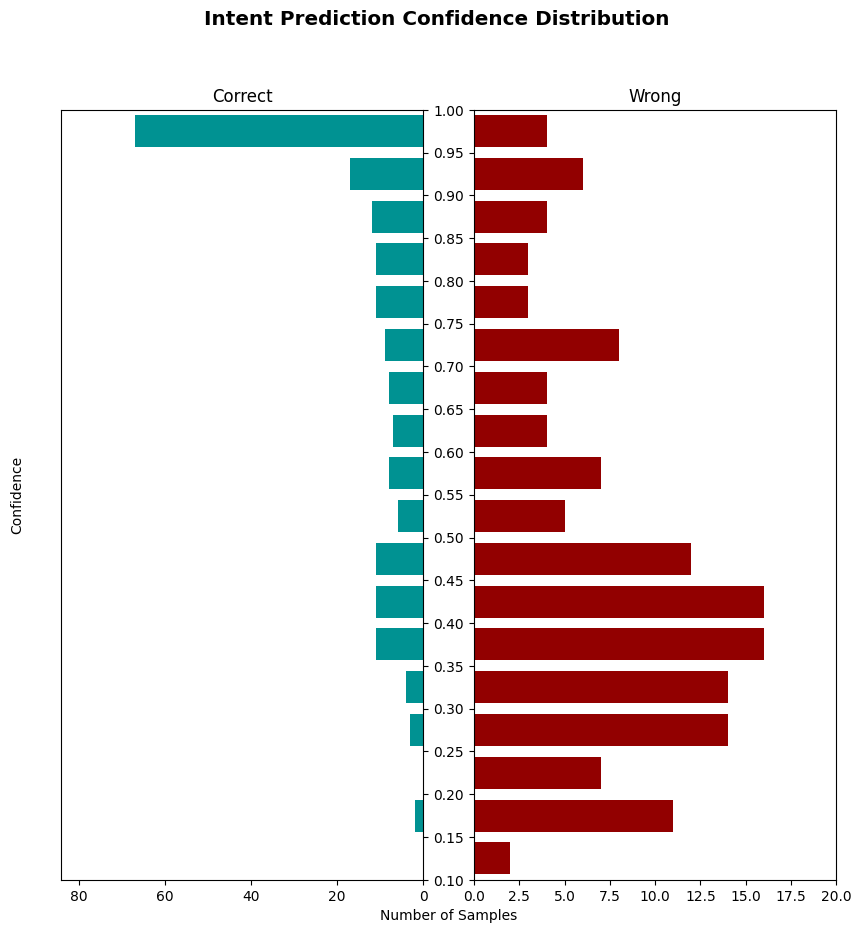 Intent Prediction Confidence Distribution
Correct
Wrong
Confidence
1.00
0.95
0.90
0.85
0.80
0.75
0.70
0.65
0.60
0.55
0.50
0.45
0.40
0.35
0.30
0.25
0.20
0.15
0.10
80 60 40 20 0
0.0 2.5 5.0 7.5 10.0 12.5 15.0 17.5 20.0
Number of Samples